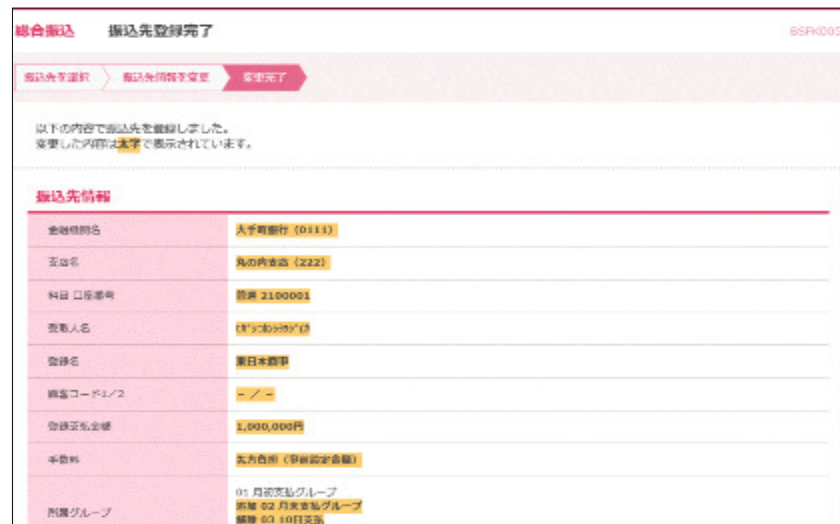 総合振込 振込先登録完了 BSFK005
振込先を選択 振込先情報を変更 変更完了
以下の内容で振込先を登録しました。
変更した内容は太字で表示されています。
振込先情報
金融機関名 大手町銀行（0111）
支店名 丸の内支店（222）
科目 口座番号 普通 2100001
受取人名
登録名 東日本商事
顧客コード1/2 － ／ －
登録支払金額 1,000,000円
手数料 先方負担（事前設定金額）
01 月初支払グループ
所属グループ 追加 02 月末支払グループ
解除 03 10日支払